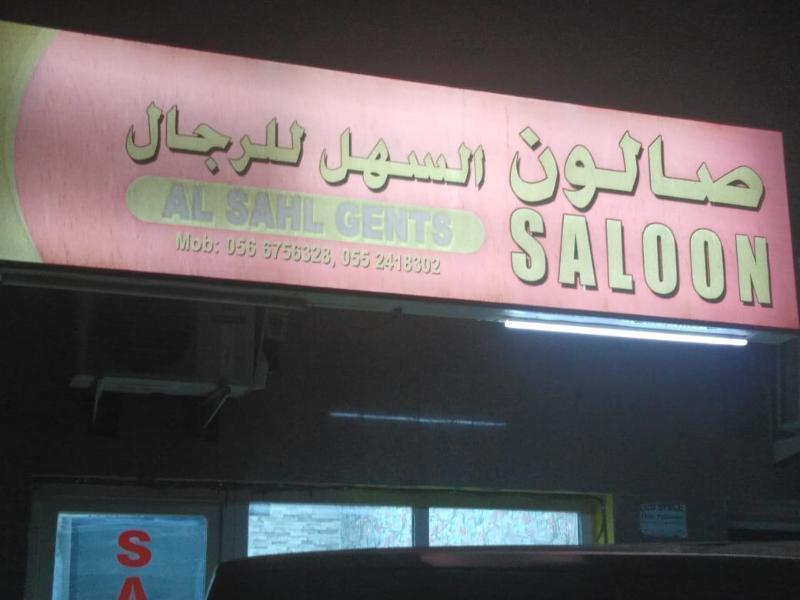 صالون السهل للرجال
AL SAHL GENTS
SALOON
Mob: 056 6756328, 055 2418302
S
A